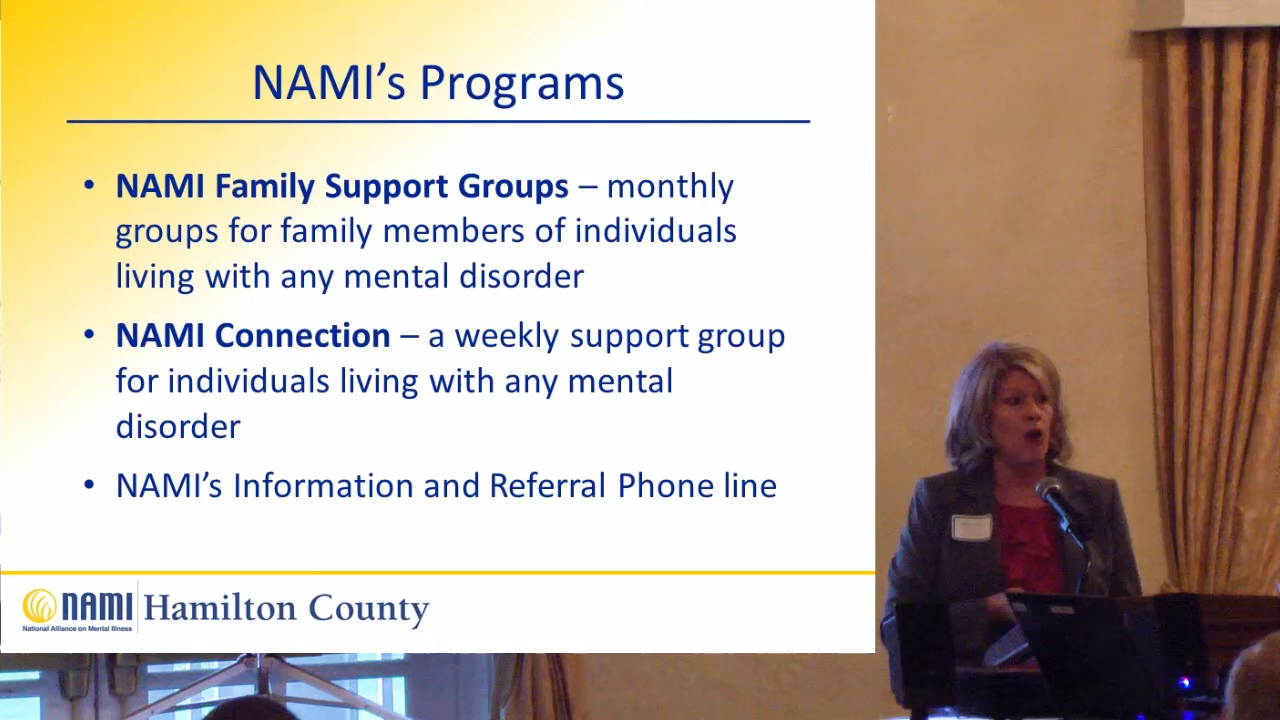 NAMI’s Programs
• NAMI Family Support Groups – monthly
groups for family members of individuals
living with any mental disorder
• NAMI Connection – a weekly support group
for individuals living with any mental
disorder
• NAMI’s Information and Referral Phone line
NAMI Hamilton County
National Alliance on Mental Illness